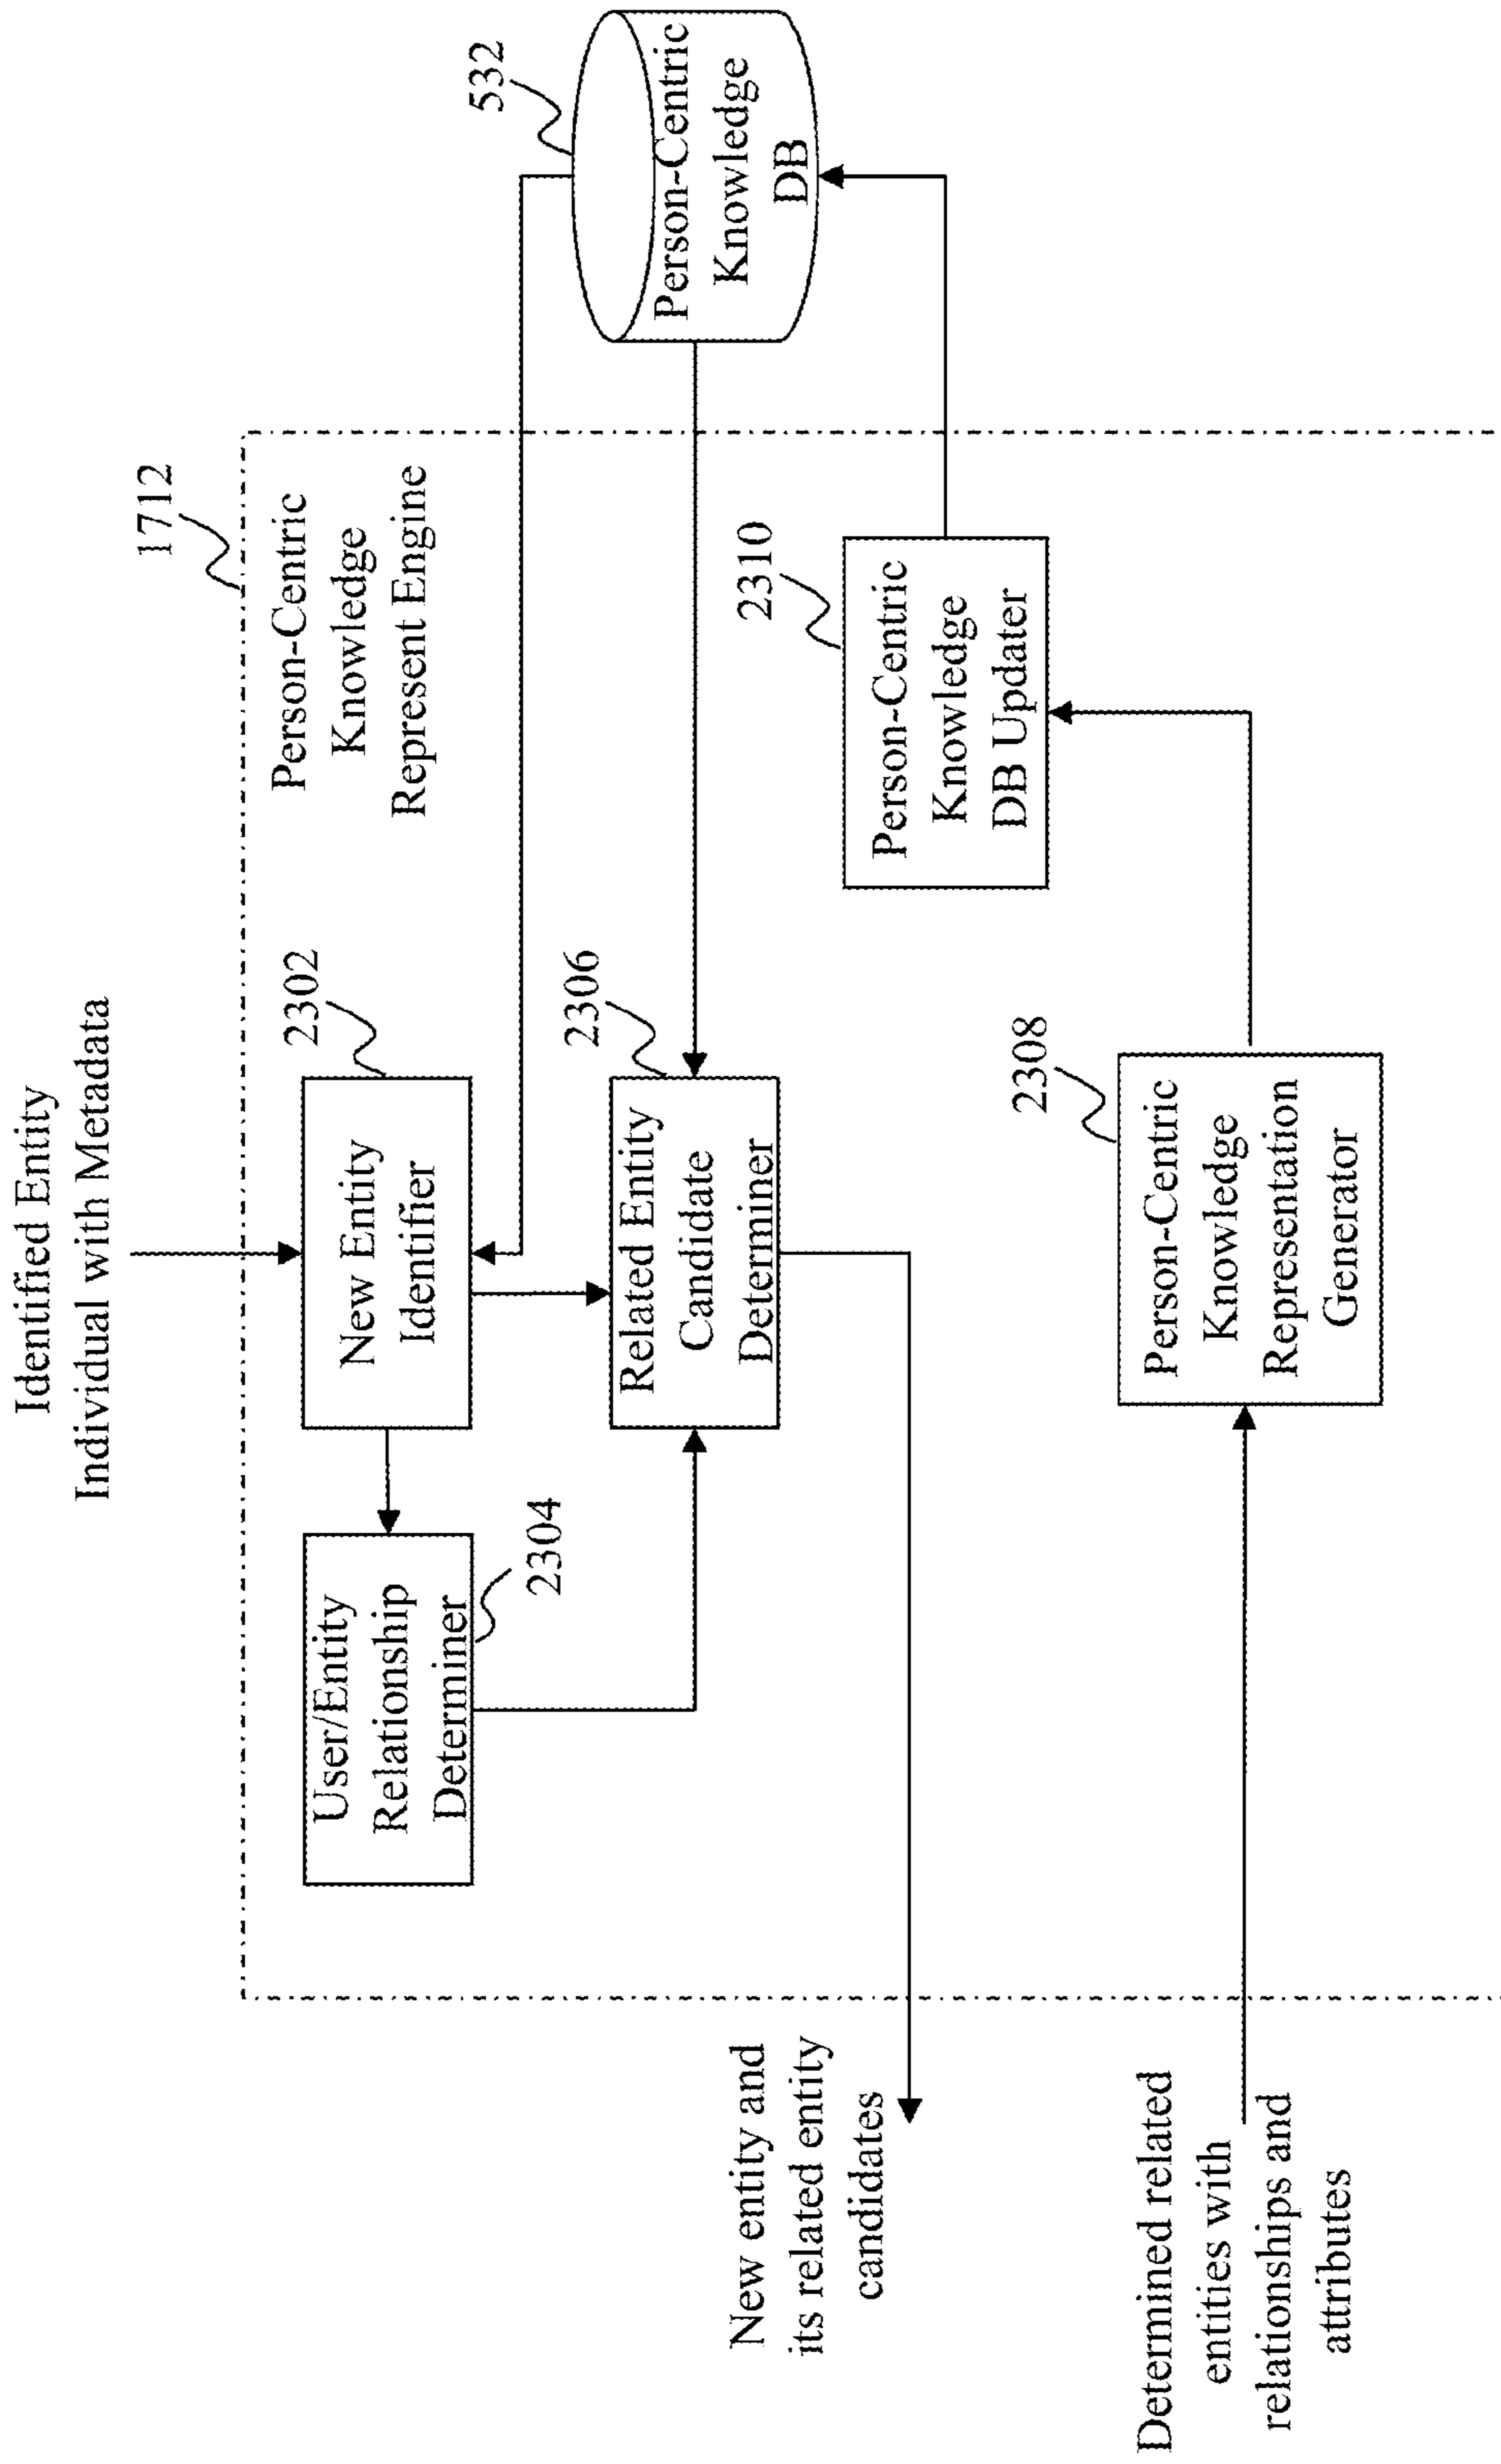 Identified Entity
Individual with Metadata
1712
Person-Centric
Knowledge
Represent Engine
532
Person-Centric
Knowledge
DB
User/Entity
Relationship
Determiner
2304
New Entity
Identifier
2302
Related Entity
Candidate
Determiner
2306
New entity and
its related entity
candidates
Person-Centric
Knowledge
DB Updater
2310
Determined related
entities with
relationships and
attributes
Person-Centric
Knowledge
Representation
Generator
2308